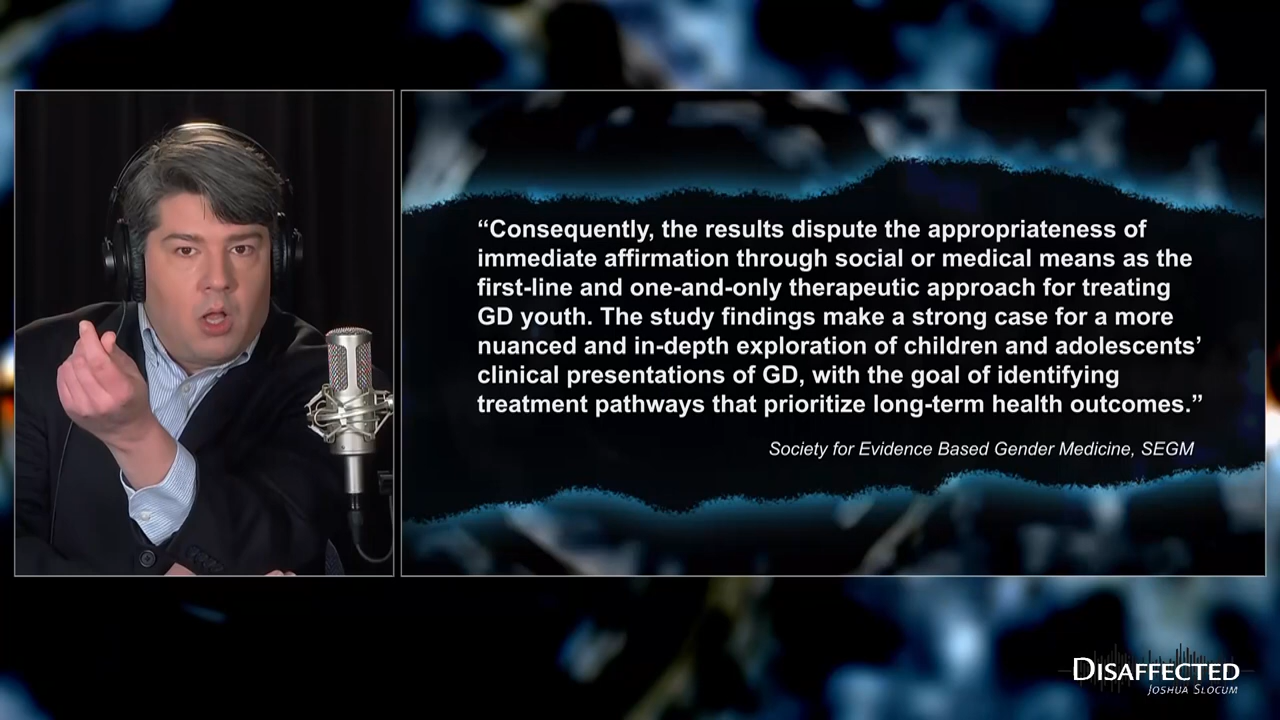 “Consequently, the results dispute the appropriateness of
immediate affirmation through social or medical means as the
first-line and one-and-only therapeutic approach for treating
GD youth. The study findings make a strong case for a more
nuanced and in-depth exploration of children and adolescents’
clinical presentations of GD, with the goal of identifying
treatment pathways that prioritize long-term health outcomes.”
Society for Evidence Based Gender Medicine, SEGM
DISAFFECTED
JOSHUA SLOCUM